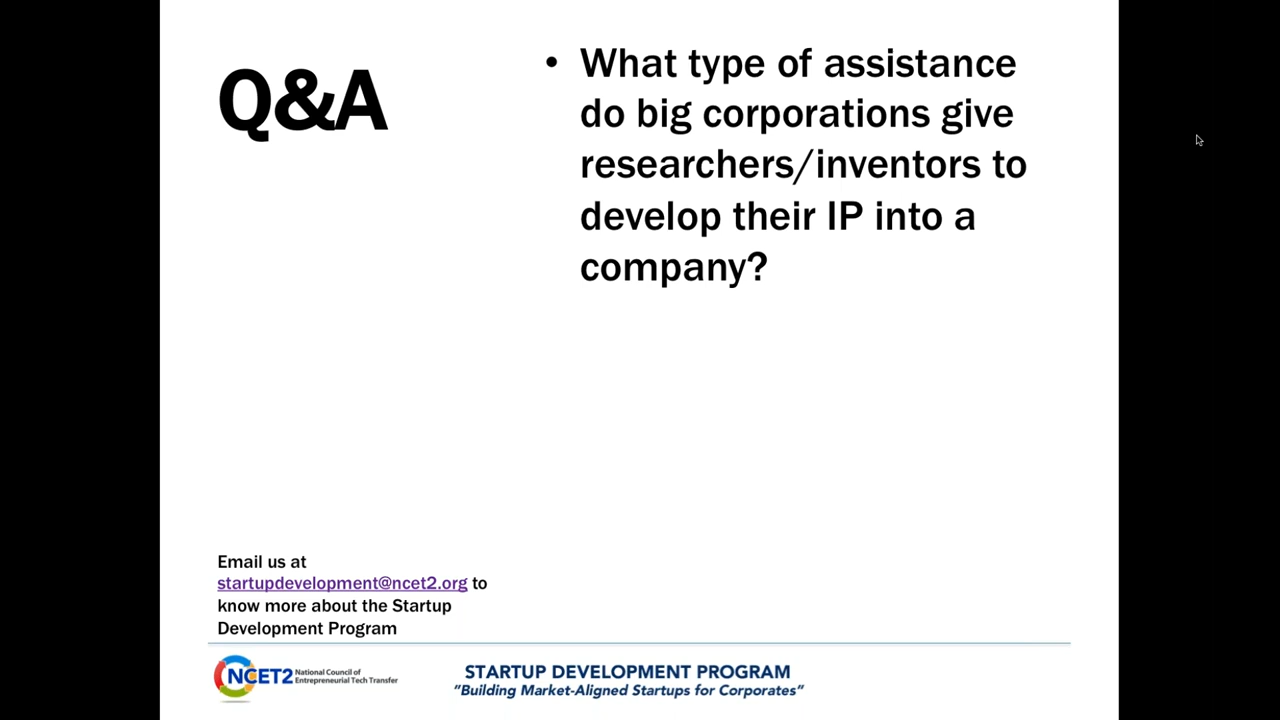 Q&A
• What type of assistance
do big corporations give
researchers/inventors to
develop their IP into a
company?
Email us at
startupdevelopment@ncet2.org to
know more about the Startup
Development Program
NCET2 National Council of
Entrepreneurial Tech Transfer
STARTUP DEVELOPMENT PROGRAM
"Building Market-Aligned Startups for Corporates"